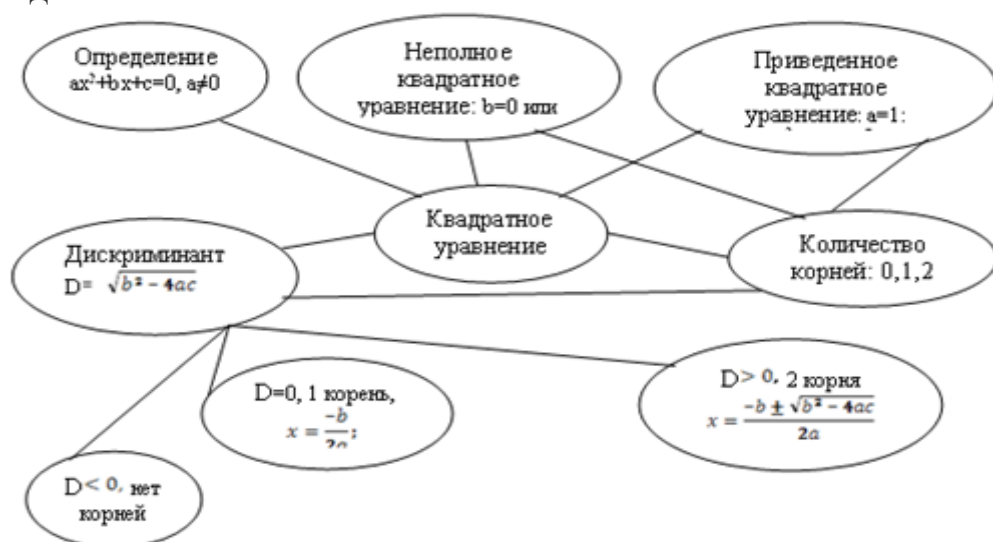 Определение
ax²+bx+c=0, a≠0
Неполное
квадратное
уравнение: b=0 или
Приведенное
квадратное
уравнение: a=1:
Квадратное
уравнение
Количество
корней: 0,1,2
Дискриминант
D= √(b² − 4ac)
D=0, 1 корень,
x = −b/2a;
D> 0, 2 корня
x = (−b ± √(b² − 4ac))/2a
D< 0, нет
корней